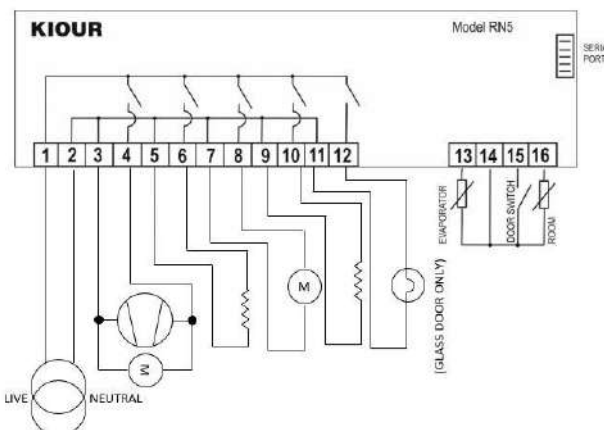 KIOUR
Model RN5
SERIA
PORT
1 2 3 4 5 6 7 8 9 10 11 12
13 14 15 16
EVAPORATOR
DOOR SWITCH
ROOM
M
M
(GLASS DOOR ONLY)
LIVE
NEUTRAL